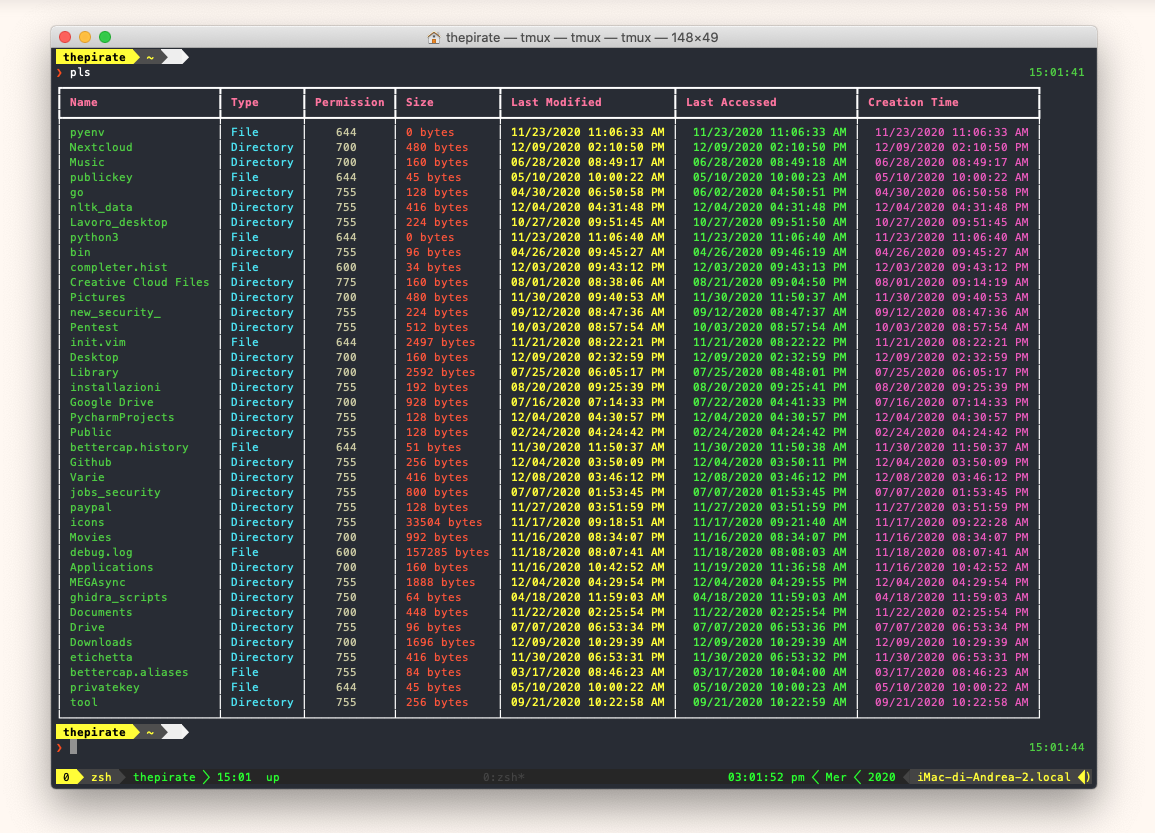 thepirate — tmux — tmux — tmux — 148×49
thepirate ~
❯ pls 15:01:41
Name Type Permission Size Last Modified Last Accessed Creation Time
pyenv File 644 0 bytes 11/23/2020 11:06:33 AM 11/23/2020 11:06:33 AM 11/23/2020 11:06:33 AM
Nextcloud Directory 700 480 bytes 12/09/2020 02:10:50 PM 12/09/2020 02:10:50 PM 12/09/2020 02:10:50 PM
Music Directory 700 160 bytes 06/28/2020 08:49:17 AM 06/28/2020 08:49:18 AM 06/28/2020 08:49:17 AM
publickey File 644 45 bytes 05/10/2020 10:00:22 AM 05/10/2020 10:00:23 AM 05/10/2020 10:00:22 AM
go Directory 755 128 bytes 04/30/2020 06:50:58 PM 06/02/2020 04:50:51 PM 04/30/2020 06:50:58 PM
nltk_data Directory 755 416 bytes 12/04/2020 04:31:48 PM 12/04/2020 04:31:48 PM 12/04/2020 04:31:48 PM
Lavoro_desktop Directory 755 224 bytes 10/27/2020 09:51:45 AM 10/27/2020 09:51:50 AM 10/27/2020 09:51:45 AM
python3 File 644 0 bytes 11/23/2020 11:06:40 AM 11/23/2020 11:06:40 AM 11/23/2020 11:06:40 AM
bin Directory 755 96 bytes 04/26/2020 09:45:27 AM 04/26/2020 09:46:19 AM 04/26/2020 09:45:27 AM
completer.hist File 600 34 bytes 12/03/2020 09:43:12 PM 12/03/2020 09:43:13 PM 12/03/2020 09:43:12 PM
Creative Cloud Files Directory 775 160 bytes 08/01/2020 08:38:06 AM 08/21/2020 09:04:50 PM 08/01/2020 09:14:19 AM
Pictures Directory 700 480 bytes 11/30/2020 09:40:53 AM 11/30/2020 11:50:37 AM 11/30/2020 09:40:53 AM
new_security_ Directory 755 224 bytes 09/12/2020 08:47:36 AM 09/12/2020 08:47:37 AM 09/12/2020 08:47:36 AM
Pentest Directory 755 512 bytes 10/03/2020 08:57:54 AM 10/03/2020 08:57:54 AM 10/03/2020 08:57:54 AM
init.vim File 644 2497 bytes 11/21/2020 08:22:21 PM 11/21/2020 08:22:22 PM 11/21/2020 08:22:21 PM
Desktop Directory 700 160 bytes 12/09/2020 02:32:59 PM 12/09/2020 02:32:59 PM 12/09/2020 02:32:59 PM
Library Directory 700 2592 bytes 07/25/2020 06:05:17 PM 07/25/2020 08:48:01 PM 07/25/2020 06:05:17 PM
installazioni Directory 755 192 bytes 08/20/2020 09:25:39 PM 08/20/2020 09:25:41 PM 08/20/2020 09:25:39 PM
Google Drive Directory 700 928 bytes 07/16/2020 07:14:33 PM 07/22/2020 04:41:33 PM 07/16/2020 07:14:33 PM
PycharmProjects Directory 755 128 bytes 12/04/2020 04:30:57 PM 12/04/2020 04:30:57 PM 12/04/2020 04:30:57 PM
Public Directory 755 128 bytes 02/24/2020 04:24:42 PM 02/24/2020 04:24:42 PM 02/24/2020 04:24:42 PM
bettercap.history File 644 51 bytes 11/30/2020 11:50:37 AM 11/30/2020 11:50:38 AM 11/30/2020 11:50:37 AM
Github Directory 755 256 bytes 12/04/2020 03:50:09 PM 12/04/2020 03:50:11 PM 12/04/2020 03:50:09 PM
Varie Directory 755 416 bytes 12/08/2020 03:46:12 PM 12/08/2020 03:46:12 PM 12/08/2020 03:46:12 PM
jobs_security Directory 755 800 bytes 07/07/2020 01:53:45 PM 07/07/2020 01:53:45 PM 07/07/2020 01:53:45 PM
paypal Directory 755 128 bytes 11/27/2020 03:51:59 PM 11/27/2020 03:51:59 PM 11/27/2020 03:51:59 PM
icons Directory 755 33504 bytes 11/17/2020 09:18:51 AM 11/17/2020 09:21:40 AM 11/17/2020 09:22:28 AM
Movies Directory 700 992 bytes 11/16/2020 08:34:07 PM 11/16/2020 08:34:07 PM 11/16/2020 08:34:07 PM
debug.log File 600 157285 bytes 11/18/2020 08:07:41 AM 11/18/2020 08:08:03 AM 11/18/2020 08:07:41 AM
Applications Directory 700 160 bytes 11/16/2020 10:42:52 AM 11/19/2020 11:36:58 AM 11/16/2020 10:42:52 AM
MEGAsync Directory 755 1888 bytes 12/04/2020 04:29:54 PM 12/04/2020 04:29:55 PM 12/04/2020 04:29:54 PM
ghidra_scripts Directory 750 64 bytes 04/18/2020 11:59:03 AM 04/18/2020 11:59:03 AM 04/18/2020 11:59:03 AM
Documents Directory 700 448 bytes 11/22/2020 02:25:54 PM 11/22/2020 02:25:54 PM 11/22/2020 02:25:54 PM
Drive Directory 755 96 bytes 07/07/2020 06:53:34 PM 07/07/2020 06:53:36 PM 07/07/2020 06:53:34 PM
Downloads Directory 700 1696 bytes 12/09/2020 10:29:39 AM 12/09/2020 10:29:39 AM 12/09/2020 10:29:39 AM
etichetta Directory 755 416 bytes 11/30/2020 06:53:31 PM 11/30/2020 06:53:32 PM 11/30/2020 06:53:31 PM
bettercap.aliases File 755 84 bytes 03/17/2020 08:46:23 AM 03/17/2020 10:04:00 AM 03/17/2020 08:46:23 AM
privatekey File 644 45 bytes 05/10/2020 10:00:22 AM 05/10/2020 10:00:23 AM 05/10/2020 10:00:22 AM
tool Directory 755 256 bytes 09/21/2020 10:22:58 AM 09/21/2020 10:22:59 AM 09/21/2020 10:22:58 AM
thepirate ~
❯ 15:01:44
0 zsh thepirate 15:01 up 0:zsh* 03:01:52 pm Mer 2020 iMac-di-Andrea-2.local